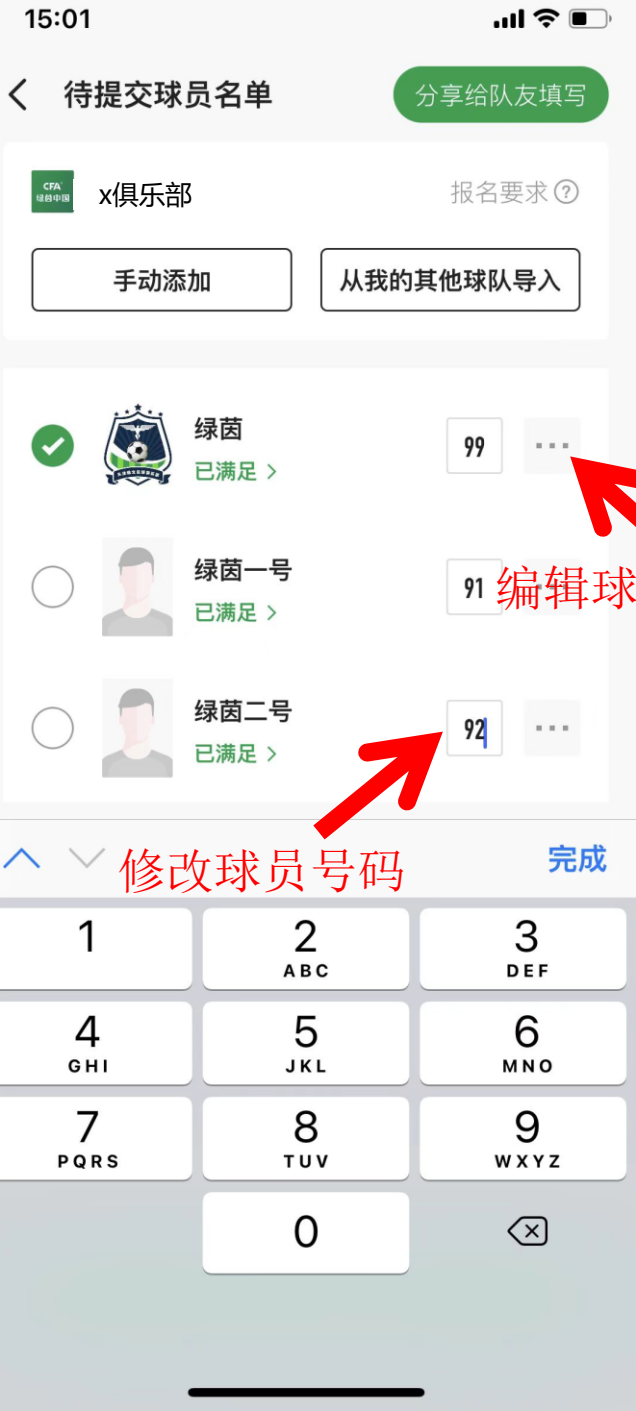 15:01
待提交球员名单
分享给队友填写
CFA
绿茵中国
x俱乐部
报名要求
手动添加
从我的其他球队导入
绿茵
99
已满足
绿茵一号
91
编辑球
已满足
绿茵二号
92
已满足
修改球员号码
完成
1
2
3
ABC
DEF
4
5
6
GHI
JKL
MNO
7
8
9
PQRS
TUV
WXYZ
0